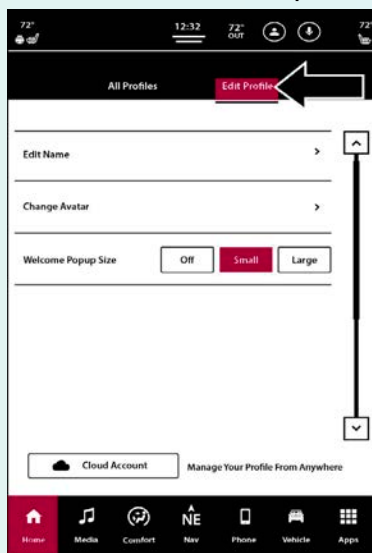 72° 12:32 72° OUT 72°
All Profiles Edit Profile
Edit Name
Change Avatar
Welcome Popup Size Off Small Large
Cloud Account Manage Your Profile From Anywhere
NE
Home Media Comfort Nav Phone Vehicle Apps